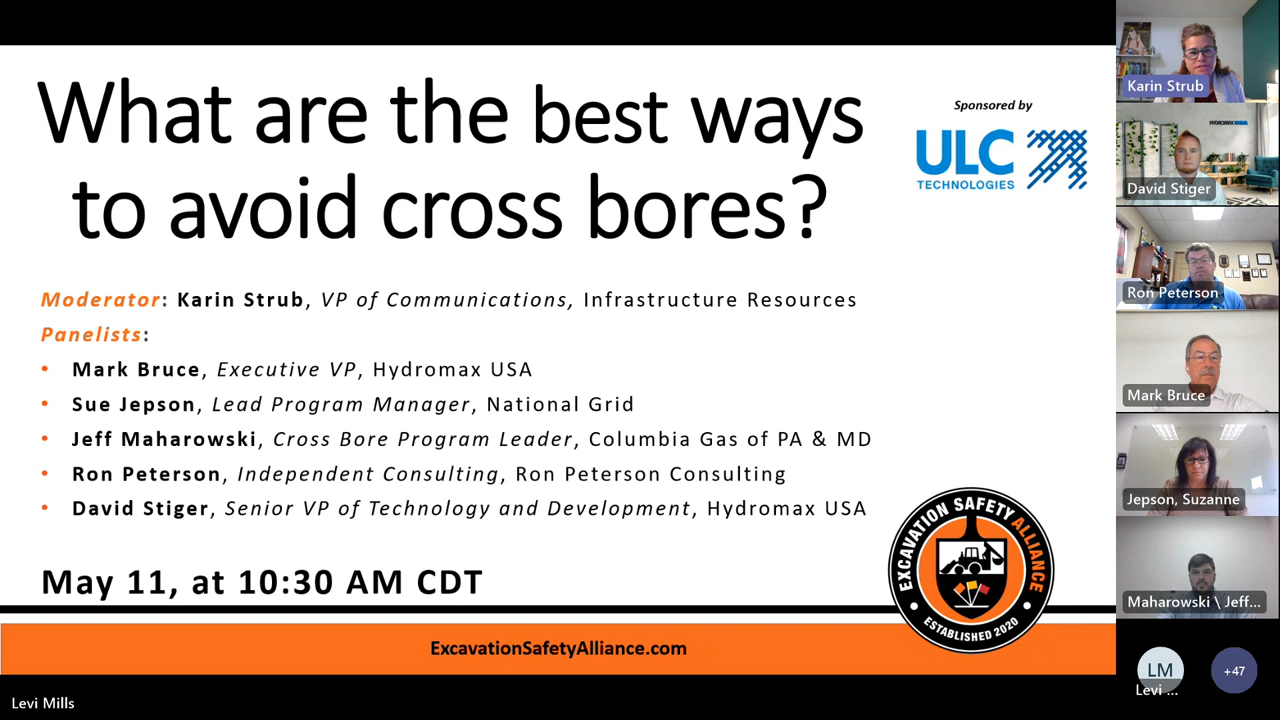 What are the best ways
to avoid cross bores?
Sponsored by
ULC
TECHNOLOGIES
Moderator: Karin Strub, VP of Communications, Infrastructure Resources
Panelists:
• Mark Bruce, Executive VP, Hydromax USA
• Sue Jepson, Lead Program Manager, National Grid
• Jeff Maharowski, Cross Bore Program Leader, Columbia Gas of PA & MD
• Ron Peterson, Independent Consulting, Ron Peterson Consulting
• David Stiger, Senior VP of Technology and Development, Hydromax USA
May 11, at 10:30 AM CDT
EXCAVATION SAFETY ALLIANCE
• ESTABLISHED 2020 •
ExcavationSafetyAlliance.com
Levi Mills
Karin Strub
HYDROMAX USA
David Stiger
Ron Peterson
Mark Bruce
Jepson, Suzanne
Maharowski \ Jeff...
LM
Levi ...
+47